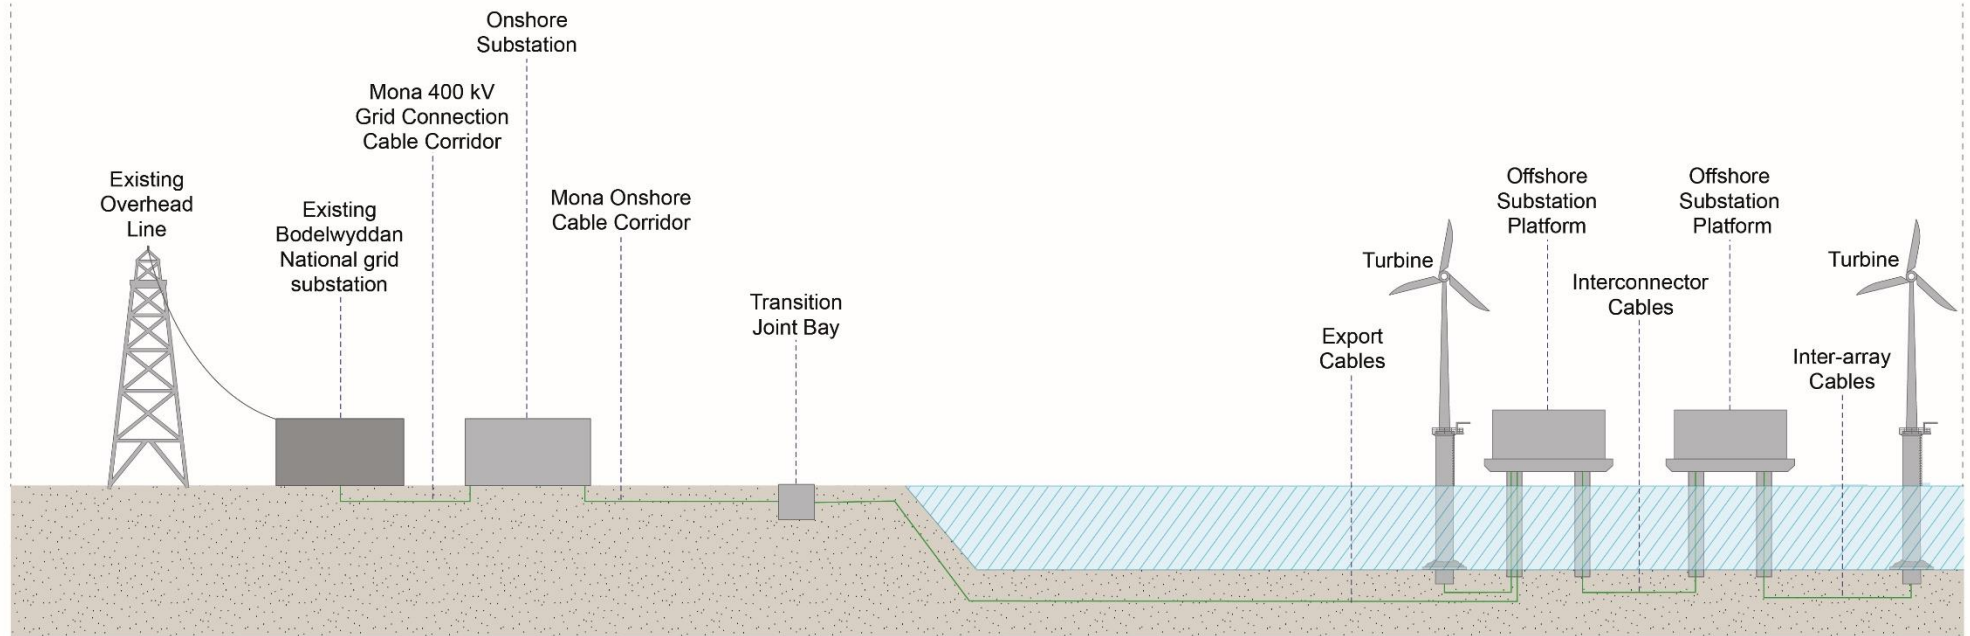 Onshore
Substation
Mona 400 kV
Grid Connection
Cable Corridor
Existing
Overhead
Line
Existing
Bodelwyddan
National grid
substation
Mona Onshore
Cable Corridor
Transition
Joint Bay
Export
Cables
Turbine
Offshore
Substation
Platform
Interconnector
Cables
Offshore
Substation
Platform
Turbine
Inter-array
Cables